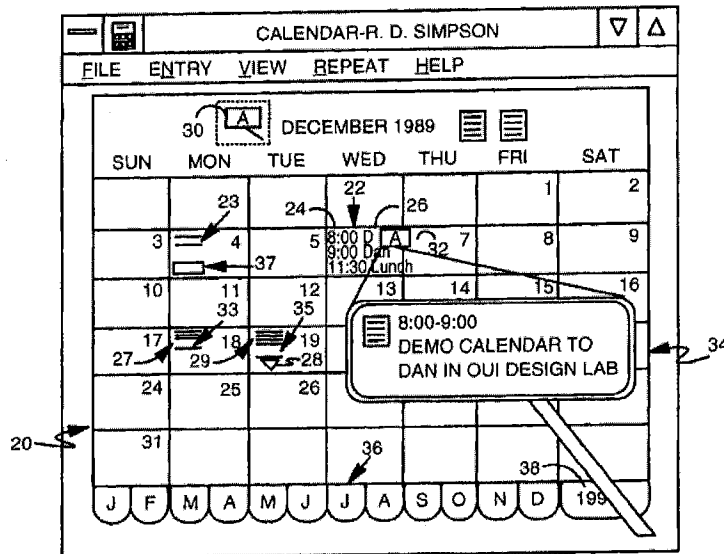 CALENDAR-R. D. SIMPSON
FILE ENTRY VIEW REPEAT HELP
30 A DECEMBER 1989
SUN MON TUE WED THU FRI SAT
23 24 22 26 1 2
3 4 5 8:00 D A 32 7 8 9
9:00 Dan
11:30 Lunch
37
10 11 12 13 14 15 16
33 35
17 18 19
27 29 28
8:00-9:00
DEMO CALENDAR TO
DAN IN OUI DESIGN LAB
34
24 25 26
20 31 36 38
J F M A M J J A S O N D 199